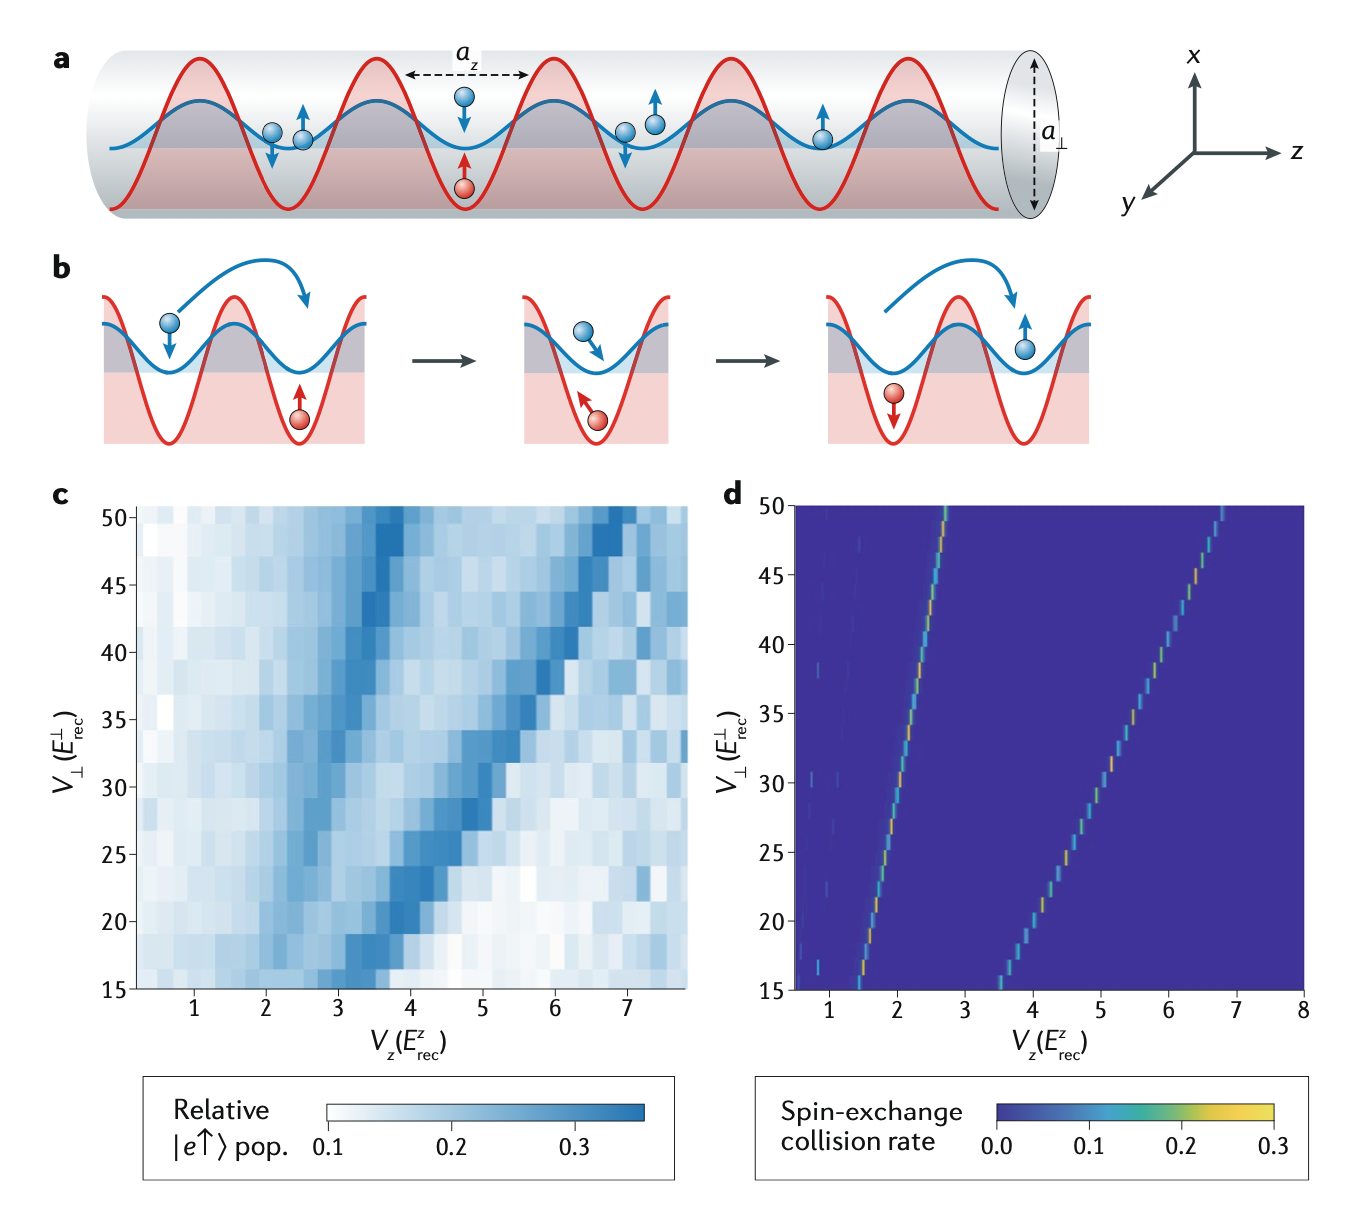 a
a_z
a_⊥
x
z
y
b
c
50
45
40
35
30
25
20
15
V_⊥ (E^⊥_rec)
1 2 3 4 5 6 7
V_z(E^z_rec)
Relative
|e↑⟩ pop.
0.1 0.2 0.3
d
50
45
40
35
30
25
20
15
V_⊥ (E^⊥_rec)
1 2 3 4 5 6 7 8
V_z(E^z_rec)
Spin-exchange
collision rate
0.0 0.1 0.2 0.3